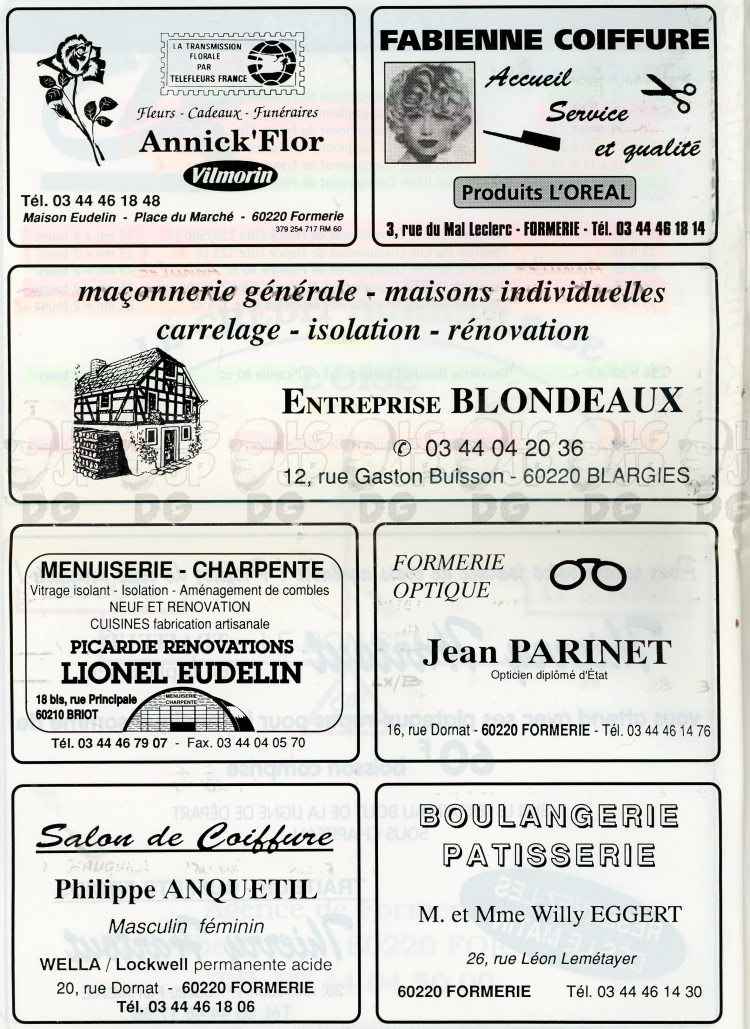 LA TRANSMISSION
FLORALE
PAR
TELEFLEURS FRANCE
Fleurs - Cadeaux - Funéraires
Annick'Flor
Vilmorin
Tél. 03 44 46 18 48
Maison Eudelin - Place du Marché - 60220 Formerie
379 254 717 RM 60
FABIENNE COIFFURE
Accueil
Service
et qualité
Produits L'OREAL
3, rue du Mal Leclerc - FORMERIE - Tél. 03 44 46 18 14
maçonnerie générale - maisons individuelles
carrelage - isolation - rénovation
ENTREPRISE BLONDEAUX
✆ 03 44 04 20 36
12, rue Gaston Buisson - 60220 BLARGIES
MENUISERIE - CHARPENTE
Vitrage isolant - Isolation - Aménagement de combles
NEUF ET RENOVATION
CUISINES fabrication artisanale
PICARDIE RENOVATIONS
LIONEL EUDELIN
18 bis, rue Principale
60210 BRIOT
MENUISERIE
CHARPENTE
Tél. 03 44 46 79 07 - Fax. 03 44 04 05 70
FORMERIE
OPTIQUE
Jean PARINET
Opticien diplômé d'État
16, rue Dornat - 60220 FORMERIE - Tél. 03 44 46 14 76
Salon de Coiffure
Philippe ANQUETIL
Masculin féminin
WELLA / Lockwell permanente acide
20, rue Dornat - 60220 FORMERIE
Tél. 03 44 46 18 06
BOULANGERIE
PATISSERIE
M. et Mme Willy EGGERT
26, rue Léon Lemétayer
60220 FORMERIE Tél. 03 44 46 14 30